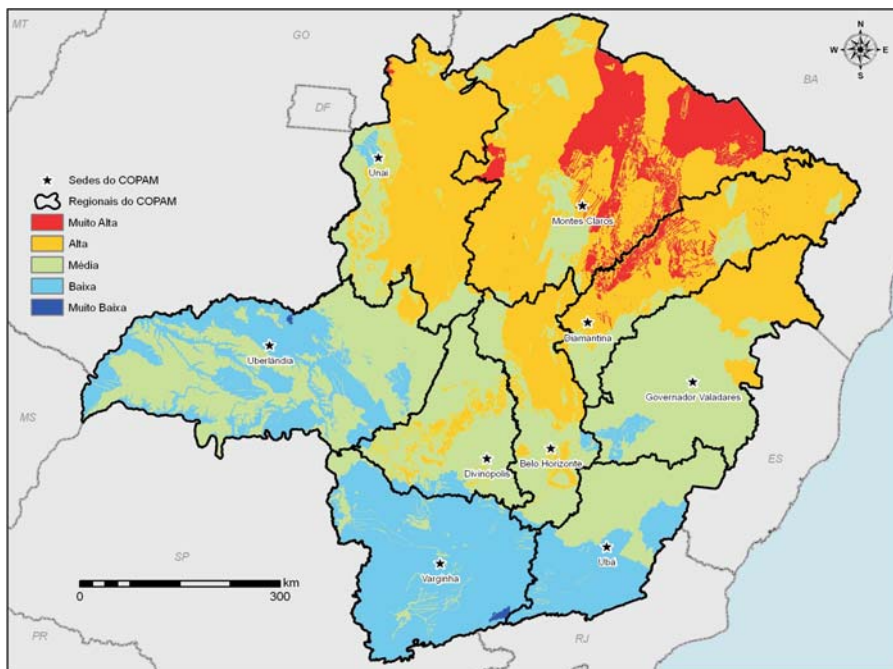 MT
GO
N
W E
S
DF
BA
Sedes do COPAM
Regionais do COPAM
Muito Alta
Alta
Média
Baixa
Muito Baixa
Unaí
Montes Claros
Diamantina
Uberlândia
Governador Valadares
MS
Divinópolis
Belo Horizonte
ES
SP
Ubá
Varginha
0 300 km
PR
RJ